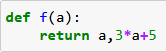 def f(a):
    return a,3*a+5